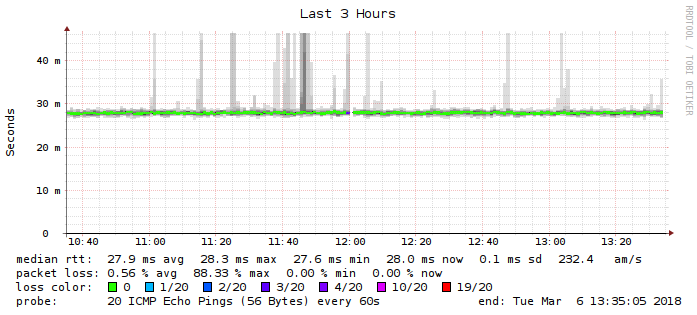 Last 3 Hours
RRDTOOL / TOBI OETIKER
Seconds
40 m
30 m
20 m
10 m
0
10:40 11:00 11:20 11:40 12:00 12:20 12:40 13:00 13:20
median rtt: 27.9 ms avg 28.3 ms max 27.6 ms min 28.0 ms now 0.1 ms sd 232.4 am/s
packet loss: 0.56 % avg 88.33 % max 0.00 % min 0.00 % now
loss color: 0 1/20 2/20 3/20 4/20 10/20 19/20
probe: 20 ICMP Echo Pings (56 Bytes) every 60s end: Tue Mar 6 13:35:05 2018